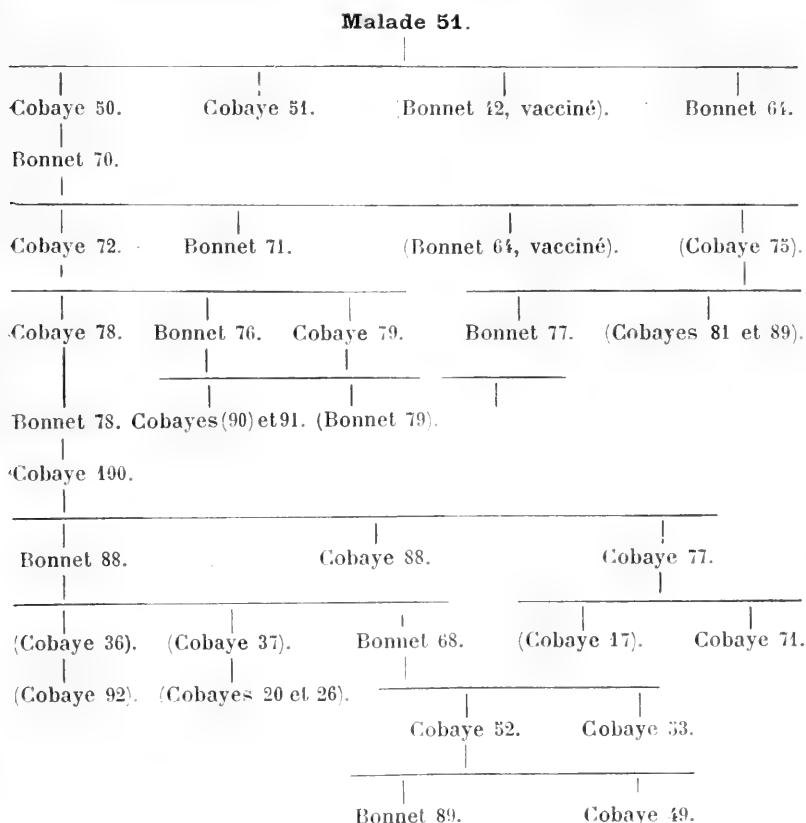 Malade 51.
Cobaye 50. Cobaye 51. (Bonnet 42, vacciné). Bonnet 64.
Bonnet 70.
Cobaye 72. Bonnet 71. (Bonnet 64, vacciné). (Cobaye 75).
Cobaye 78. Bonnet 76. Cobaye 79. Bonnet 77. (Cobayes 81 et 89).
Bonnet 78. Cobayes (90) et 91. (Bonnet 79).
Cobaye 100.
Bonnet 88. Cobaye 88. Cobaye 77.
(Cobaye 36). (Cobaye 37). Bonnet 68. (Cobaye 17). Cobaye 71.
(Cobaye 92). (Cobayes 20 et 26). 
Cobaye 52. Cobaye 53.
Bonnet 89. Cobaye 49.